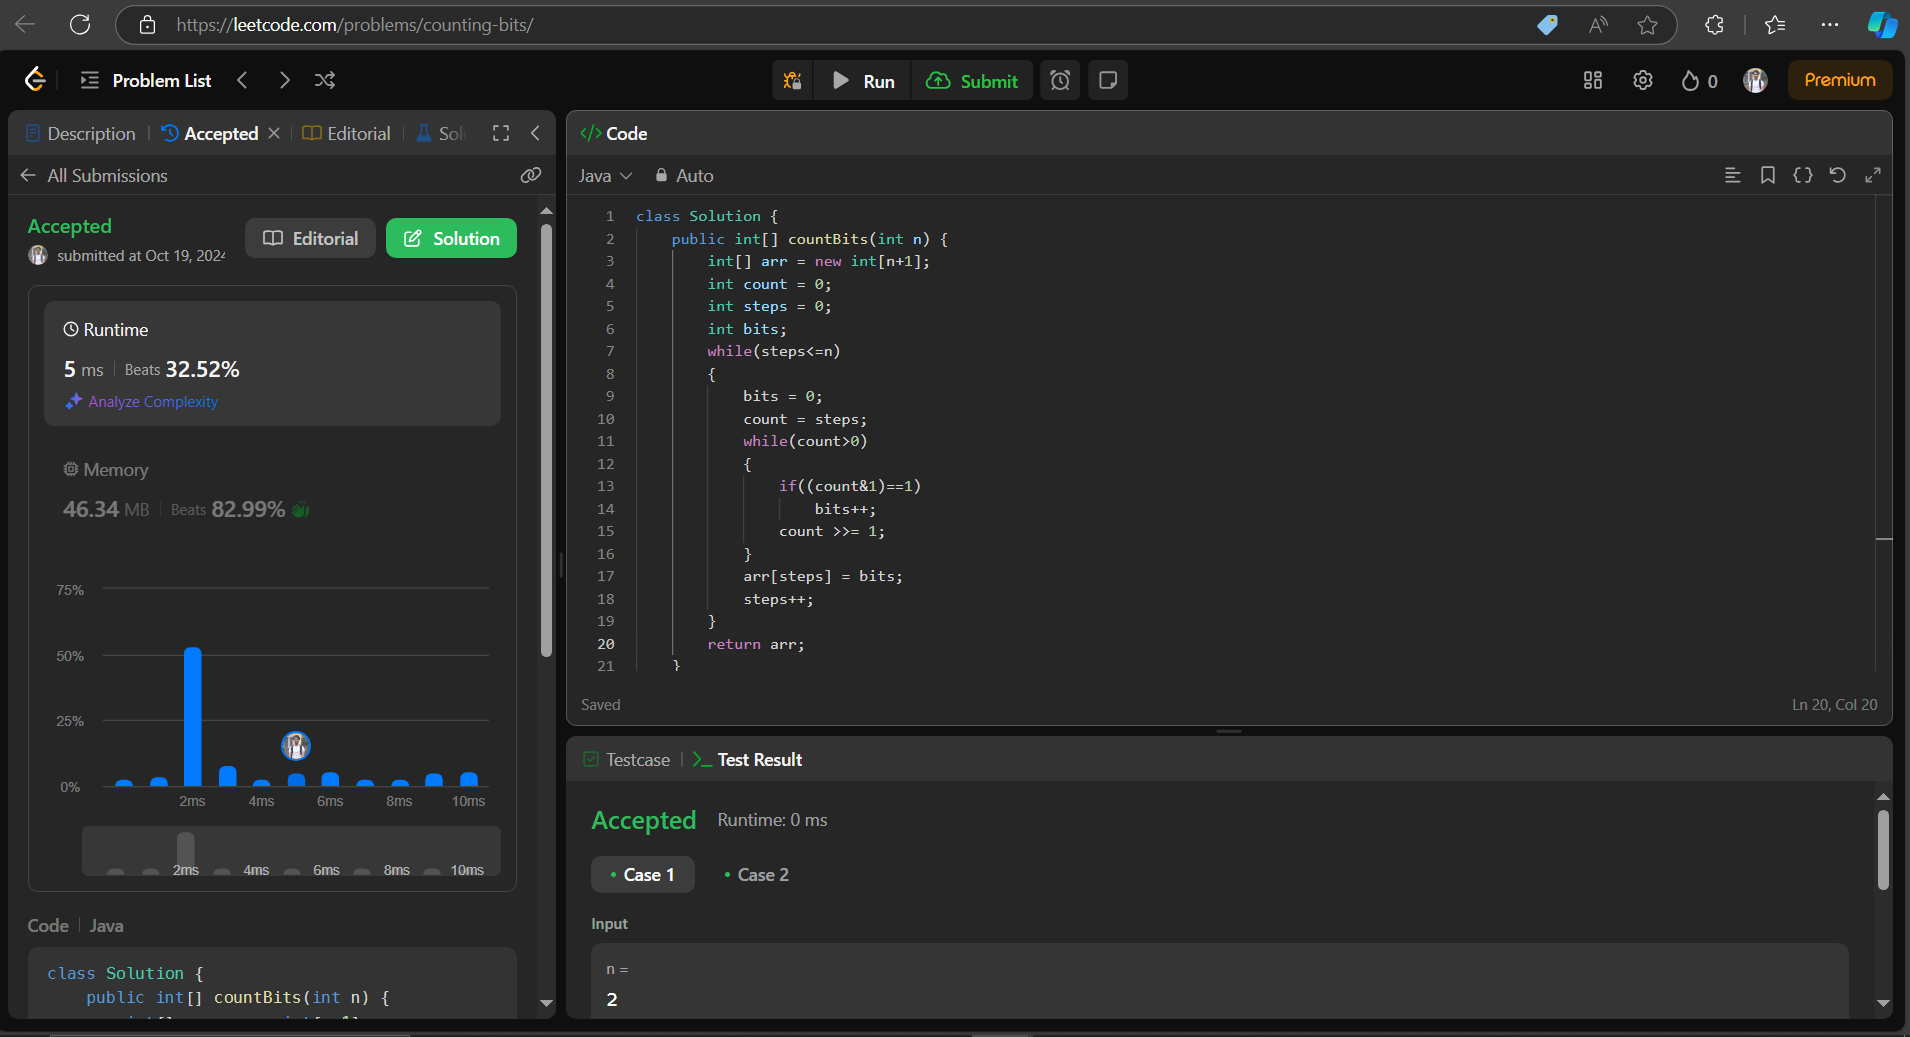 https://leetcode.com/problems/counting-bits/
Problem List
Run
Submit
0
Premium
Description
Accepted
Editorial
All Submissions
Accepted
submitted at Oct 19, 2024
Editorial
Solution
Runtime
5 ms Beats 32.52%
Analyze Complexity
Memory
46.34 MB Beats 82.99%
75%
50%
25%
0%
2ms 4ms 6ms 8ms 10ms
2ms 4ms 6ms 8ms 10ms
Code Java
class Solution {
public int[] countBits(int n) {
</> Code
Java Auto
1 class Solution {
2 public int[] countBits(int n) {
3 int[] arr = new int[n+1];
4 int count = 0;
5 int steps = 0;
6 int bits;
7 while(steps<=n)
8 {
9 bits = 0;
10 count = steps;
11 while(count>0)
12 {
13 if((count&1)==1)
14 bits++;
15 count >>= 1;
16 }
17 arr[steps] = bits;
18 steps++;
19 }
20 return arr;
21 }
Saved
Ln 20, Col 20
Testcase
Test Result
Accepted Runtime: 0 ms
Case 1
Case 2
Input
n =
2